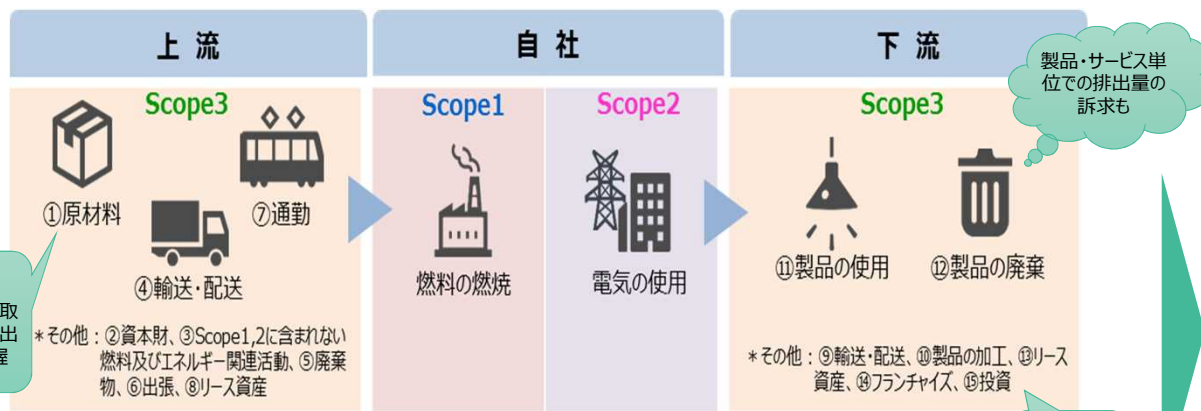 上流
自社
下流
製品・サービス単
位での排出量の
訴求も
Scope3
①原材料
⑦通勤
④輸送・配送
＊その他：②資本財、③Scope1,2に含まれない
燃料及びエネルギー関連活動、⑤廃棄
物、⑥出張、⑧リース資産
取
出
握
Scope1
燃料の燃焼
Scope2
電気の使用
Scope3
⑪製品の使用
⑫製品の廃棄
＊その他：⑨輸送・配送、⑩製品の加工、⑬リース
資産、⑭フランチャイズ、⑮投資